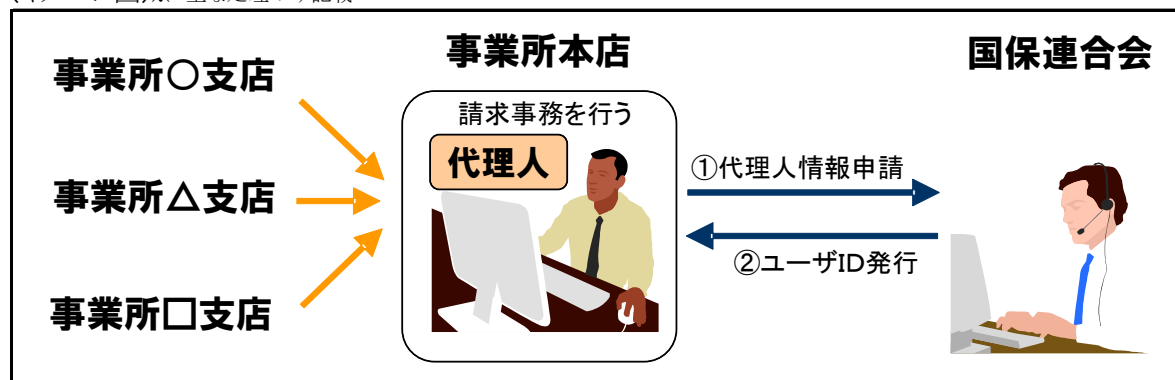 事業所本店
国保連合会
事業所○支店
請求事務を行う
代理人
①代理人情報申請
事業所△支店
②ユーザID発行
事業所□支店